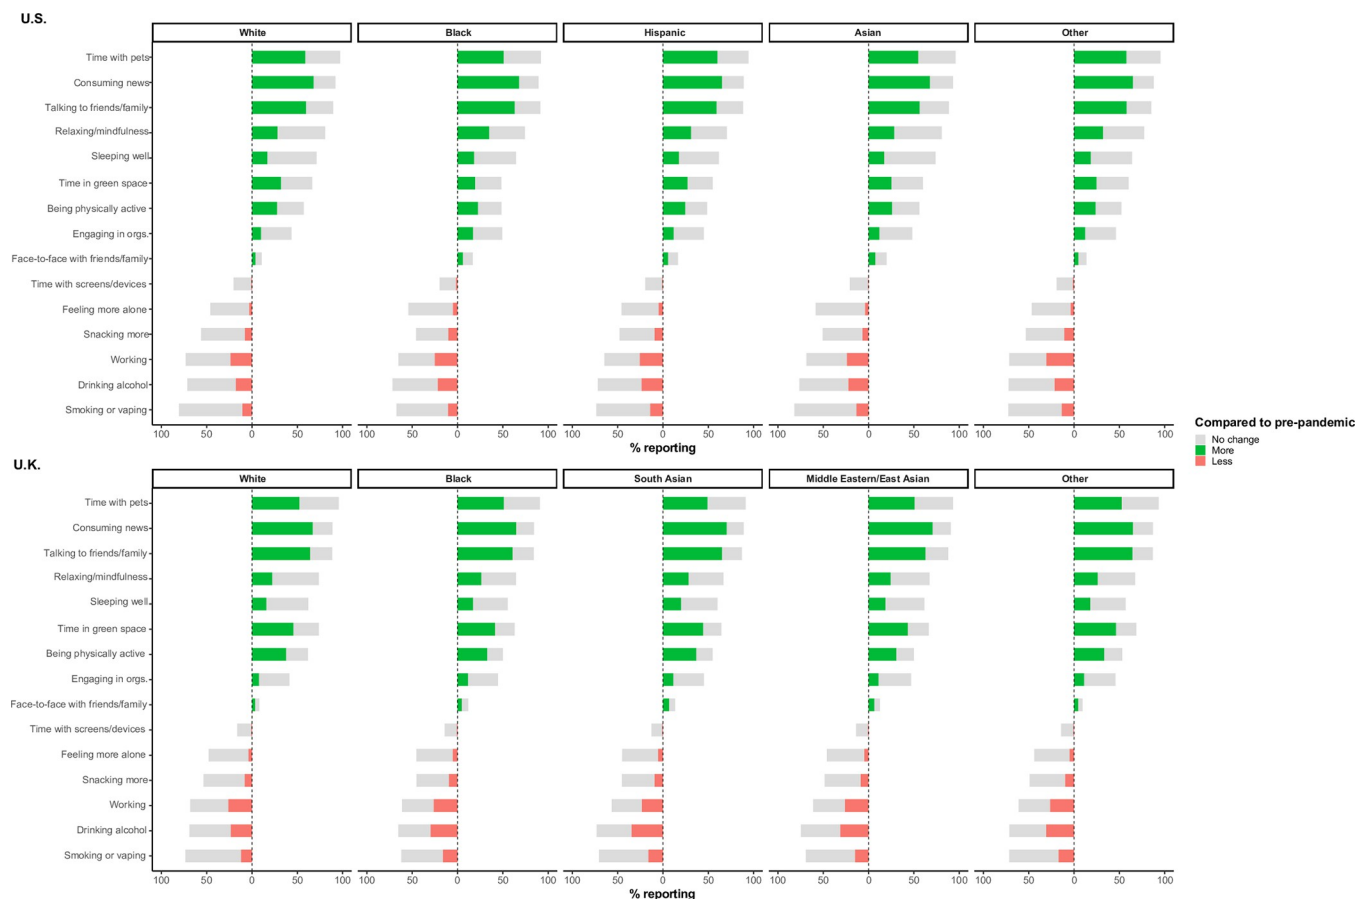 U.S.
White Black Hispanic Asian Other
Time with pets
Consuming news
Talking to friends/family
Relaxing/mindfulness
Sleeping well
Time in green space
Being physically active
Engaging in orgs.
Face-to-face with friends/family
Time with screens/devices
Feeling more alone
Snacking more
Working
Drinking alcohol
Smoking or vaping
100 50 0 50 100 100 50 0 50 100 100 50 0 50 100 100 50 0 50 100 100 50 0 50 100
% reporting
Compared to pre-pandemic
No change
More
Less
U.K.
White Black South Asian Middle Eastern/East Asian Other
Time with pets
Consuming news
Talking to friends/family
Relaxing/mindfulness
Sleeping well
Time in green space
Being physically active
Engaging in orgs.
Face-to-face with friends/family
Time with screens/devices
Feeling more alone
Snacking more
Working
Drinking alcohol
Smoking or vaping
100 50 0 50 100 100 50 0 50 100 100 50 0 50 100 100 50 0 50 100 100 50 0 50 100
% reporting